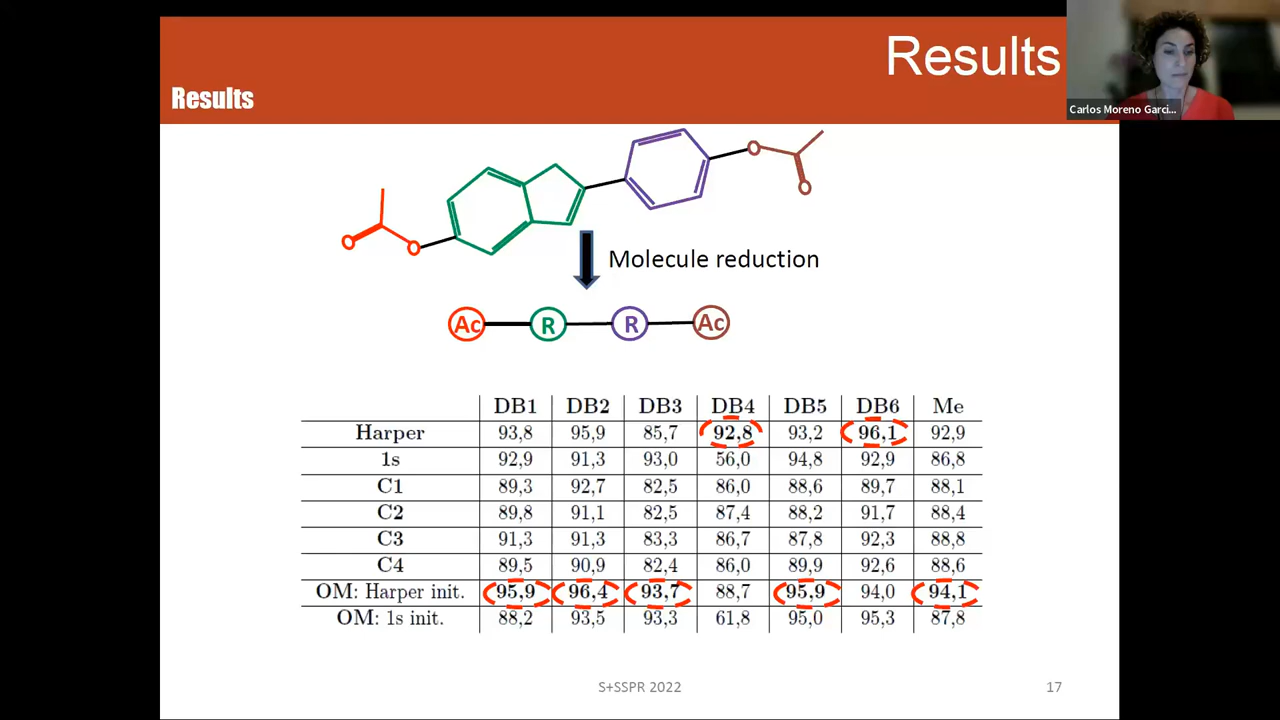 Results
Carlos Moreno Garci...
Results
O
O
O
O
Molecule reduction
Ac R R Ac
DB1 DB2 DB3 DB4 DB5 DB6 Me
Harper 93,8 95,9 85,7 92,8 93,2 96,1 92,9
1s 92,9 91,3 93,0 56,0 94,8 92,9 86,8
C1 89,3 92,7 82,5 86,0 88,6 89,7 88,1
C2 89,8 91,1 82,5 87,4 88,2 91,7 88,4
C3 91,3 91,3 83,3 86,7 87,8 92,3 88,8
C4 89,5 90,9 82,4 86,0 89,9 92,6 88,6
OM: Harper init. 95,9 96,4 93,7 88,7 95,9 94,0 94,1
OM: 1s init. 88,2 93,5 93,3 61,8 95,0 95,3 87,8
S+SSPR 2022 17